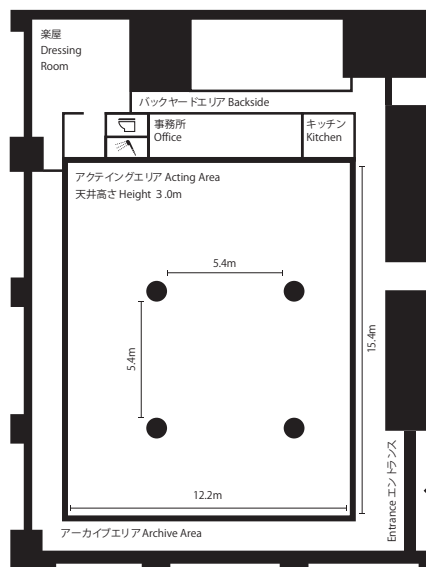 楽屋
Dressing
Room
バックヤードエリア Backside
事務所
Office
キッチン
Kitchen
アクテイングエリア Acting Area
天井高さ Height 3.0m
5.4m
5.4m
15.4m
12.2m
Entrance エントランス
アーカイブエリア Archive Area